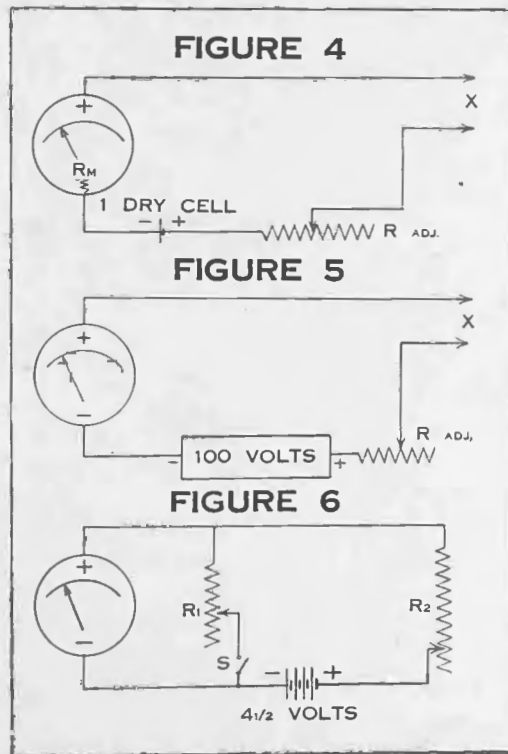 FIGURE 4
+
X
RM
1 DRY CELL
- +
R ADJ.
FIGURE 5
+
X
-
- 100 VOLTS +
R ADJ.
FIGURE 6
+
R1
R2
-
S
- +
4 1/2 VOLTS